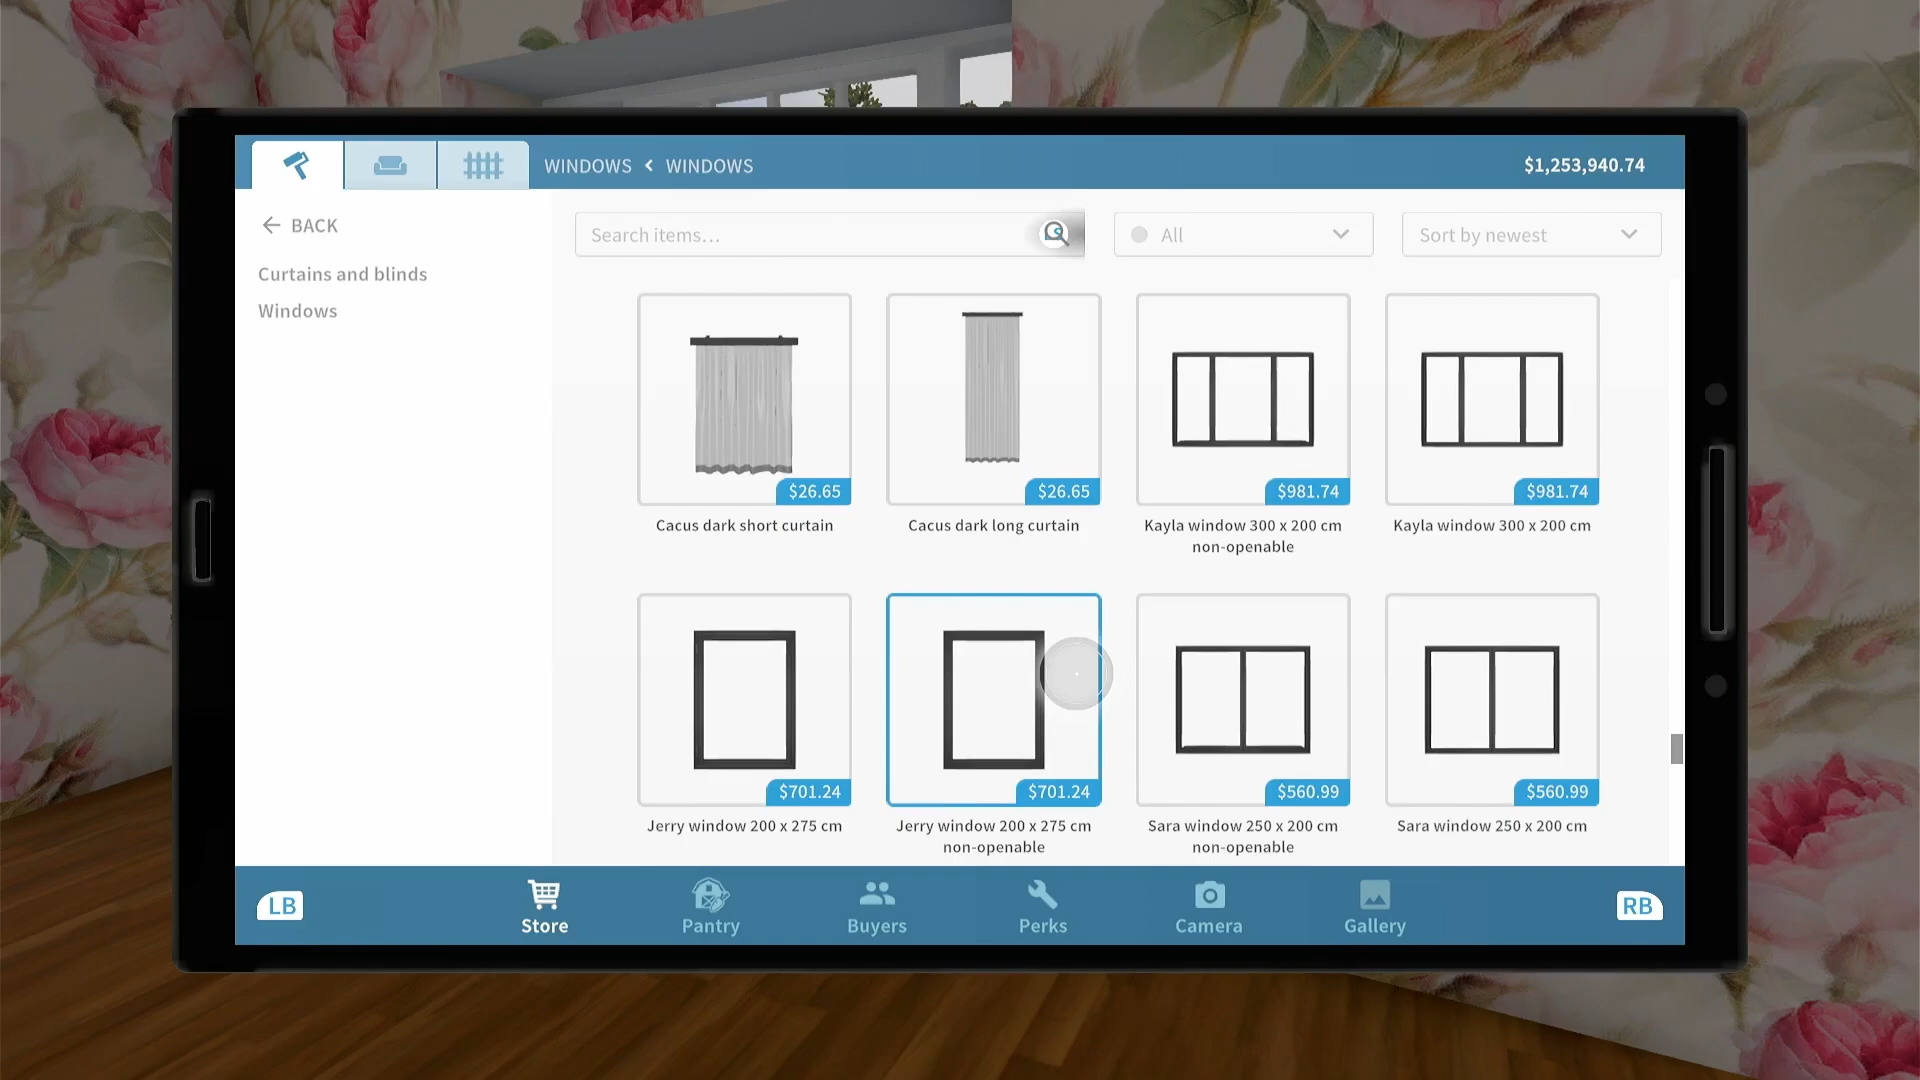 WINDOWS < WINDOWS
$1,253,940.74
BACK
Curtains and blinds
Windows
Search items...
All
Sort by newest
$26.65
$26.65
$981.74
$981.74
Cacus dark short curtain
Cacus dark long curtain
Kayla window 300 x 200 cm
non-openable
Kayla window 300 x 200 cm
$701.24
$701.24
$560.99
$560.99
Jerry window 200 x 275 cm
Jerry window 200 x 275 cm
non-openable
Sara window 250 x 200 cm
non-openable
Sara window 250 x 200 cm
LB
Store
Pantry
Buyers
Perks
Camera
Gallery
RB